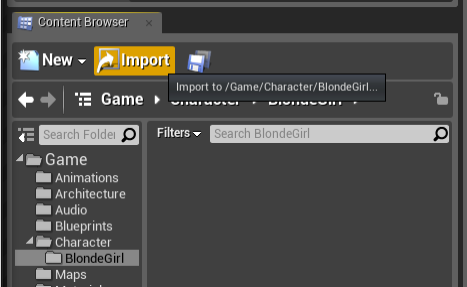 Content Browser
New Import
Import to /Game/Character/BlondeGirl...
Game Character BlondeGirl
Search Folder Filters Search BlondeGirl
Game
Animations
Architecture
Audio
Blueprints
Character
BlondeGirl
Maps